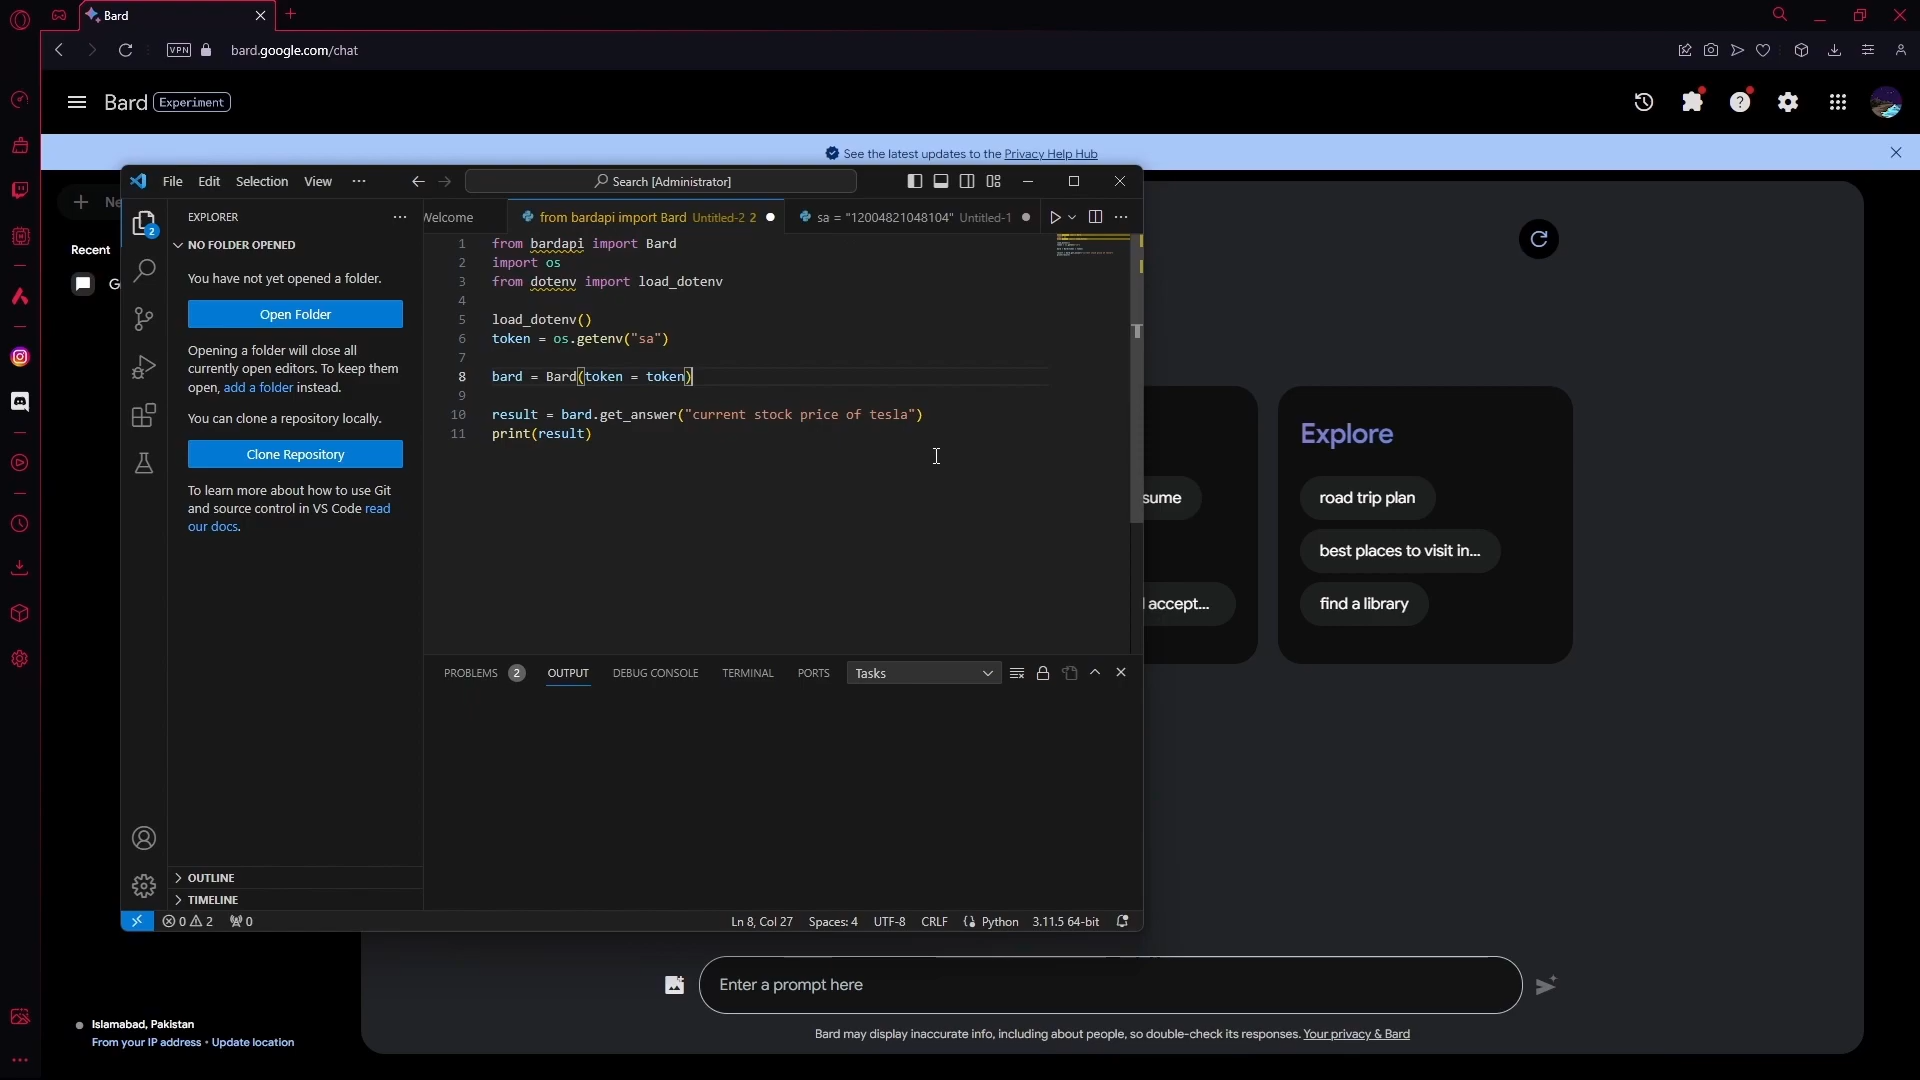 Bard
VPN
bard.google.com/chat
Bard Experiment
See the latest updates to the Privacy Help Hub
File Edit Selection View ··· Search [Administrator]
Ne
Recent
G
EXPLORER
Welcome
from bardapi import Bard Untitled-2 2
sa = "12004821048104" Untitled-1
2
NO FOLDER OPENED
You have not yet opened a folder.
Open Folder
Opening a folder will close all
currently open editors. To keep them
open, add a folder instead.
You can clone a repository locally.
Clone Repository
To learn more about how to use Git
and source control in VS Code read
our docs.
1 from bardapi import Bard
2 import os
3 from dotenv import load_dotenv
4
5 load_dotenv()
6 token = os.getenv("sa")
7
8 bard = Bard(token = token)
9
10 result = bard.get_answer("current stock price of tesla")
11 print(result)
sume
accept...
Explore
road trip plan
best places to visit in...
find a library
PROBLEMS 2 OUTPUT DEBUG CONSOLE TERMINAL PORTS Tasks
OUTLINE
TIMELINE
0 2 0 Ln 8, Col 27 Spaces: 4 UTF-8 CRLF Python 3.11.5 64-bit
Enter a prompt here
Bard may display inaccurate info, including about people, so double-check its responses. Your privacy & Bard
Islamabad, Pakistan
From your IP address • Update location